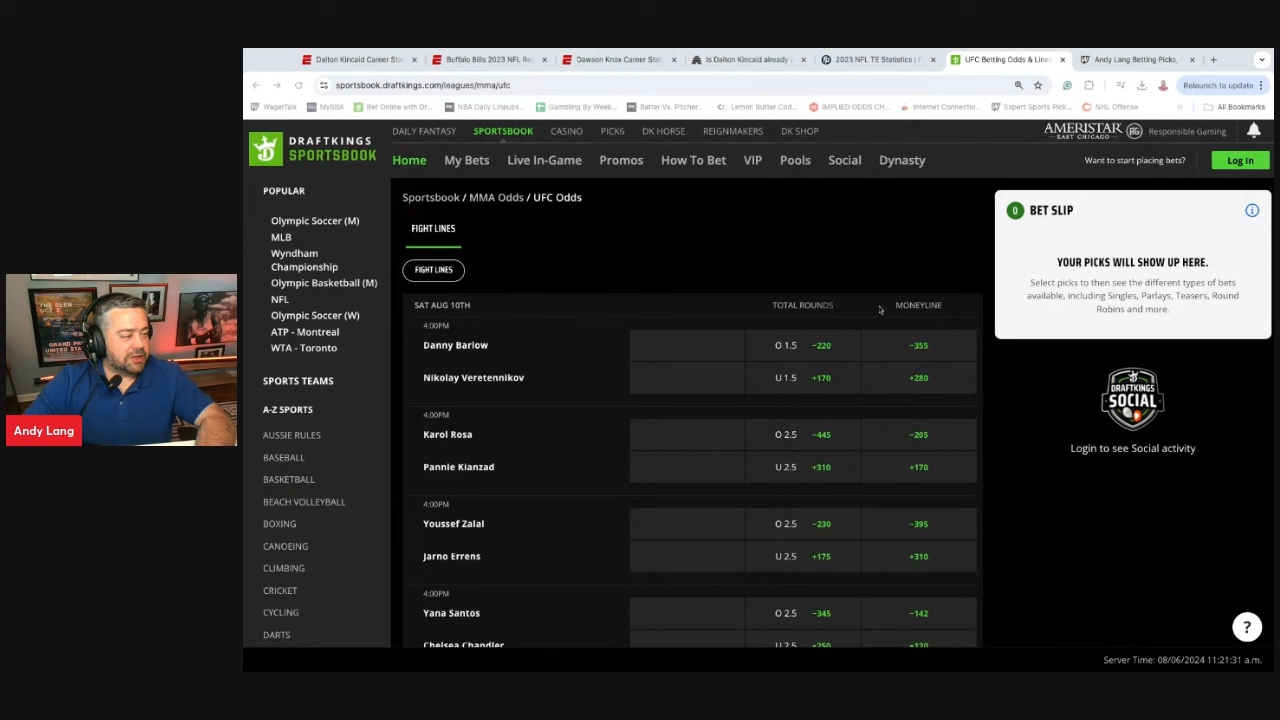 Dalton Kincaid Career Stat
Buffalo Bills 2023 NFL Re
Dawson Knox Career Stat
Is Dalton Kincaid already
2023 NFL TE Statistics | F
UFC Betting Odds & Line
Andy Lang Betting Picks,
sportsbook.draftkings.com/leagues/mma/ufc
Relaunch to update
WagerTalk
MySBA
Bet Online with Dr...
NBA Daily Lineups...
Gambling By Week...
Batter Vs. Pitcher...
Lemon Butter Cod...
IMPLIED ODDS CH...
Internet Connectio...
Expert Sports Pick...
NHL Offense
All Bookmarks
DRAFTKINGS
SPORTSBOOK
DAILY FANTASY SPORTSBOOK CASINO PICK6 DK HORSE REIGNMAKERS DK SHOP
AMERISTAR
EAST CHICAGO
RG
Responsible Gaming
Home My Bets Live In-Game Promos How To Bet VIP Pools Social Dynasty
Want to start placing bets?
Log In
POPULAR
Olympic Soccer (M)
MLB
Wyndham
Championship
Olympic Basketball (M)
NFL
Olympic Soccer (W)
ATP - Montreal
WTA - Toronto
SPORTS TEAMS
A-Z SPORTS
AUSSIE RULES
BASEBALL
BASKETBALL
BEACH VOLLEYBALL
BOXING
CANOEING
CLIMBING
CRICKET
CYCLING
DARTS
Sportsbook / MMA Odds / UFC Odds
FIGHT LINES
FIGHT LINES
SAT AUG 10TH TOTAL ROUNDS MONEYLINE
4:00PM
Danny Barlow O 1.5 −220 −355
Nikolay Veretennikov U 1.5 +170 +280
4:00PM
Karol Rosa O 2.5 −445 −205
Pannie Kianzad U 2.5 +310 +170
4:00PM
Youssef Zalal O 2.5 −230 −395
Jarno Errens U 2.5 +175 +310
4:00PM
Yana Santos O 2.5 −345 −142
Chelsea Chandler U 2.5 +250 +120
0 BET SLIP
YOUR PICKS WILL SHOW UP HERE.
Select picks to then see the different types of bets
available, including Singles, Parlays, Teasers, Round
Robins and more.
DRAFTKINGS
SOCIAL
Login to see Social activity
?
Server Time: 08/06/2024 11:21:31 a.m.
Andy Lang